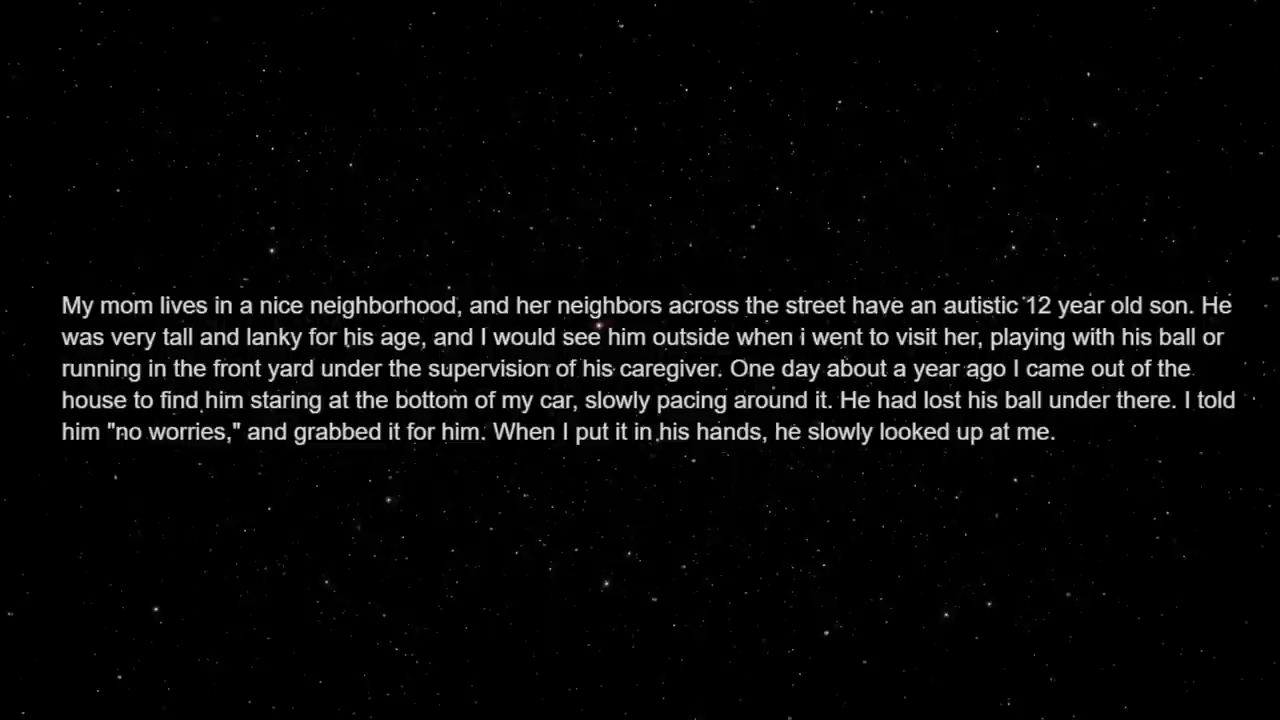 My mom lives in a nice neighborhood, and her neighbors across the street have an autistic 12 year old son. He
was very tall and lanky for his age, and I would see him outside when i went to visit her, playing with his ball or
running in the front yard under the supervision of his caregiver. One day about a year ago I came out of the
house to find him staring at the bottom of my car, slowly pacing around it. He had lost his ball under there. I told
him "no worries," and grabbed it for him. When I put it in his hands, he slowly looked up at me.